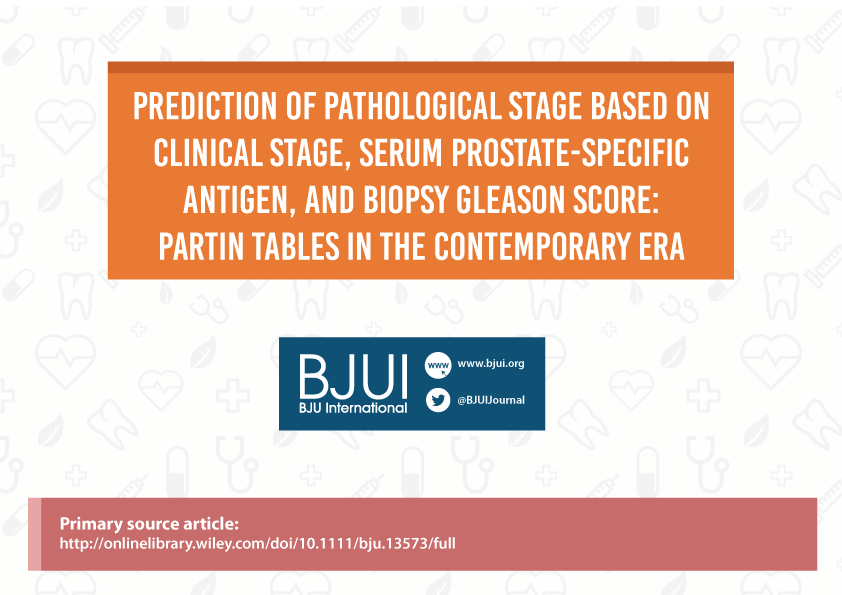 PREDICTION OF PATHOLOGICAL STAGE BASED ON
CLINICAL STAGE, SERUM PROSTATE-SPECIFIC
ANTIGEN, AND BIOPSY GLEASON SCORE:
PARTIN TABLES IN THE CONTEMPORARY ERA
BJUI
BJU International
www
www.bjui.org
@BJUIJournal
Primary source article:
http://onlinelibrary.wiley.com/doi/10.1111/bju.13573/full